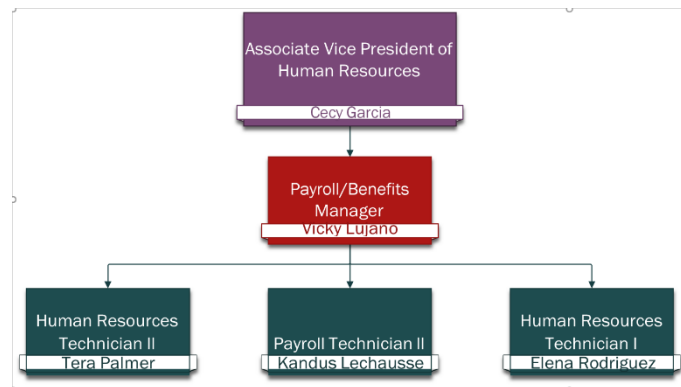 Associate Vice President of
Human Resources
Cecy Garcia
Payroll/Benefits
Manager
Vicky Lujano
Human Resources
Technician II
Tera Palmer
Payroll Technician II
Kandus Lechausse
Human Resources
Technician I
Elena Rodriguez